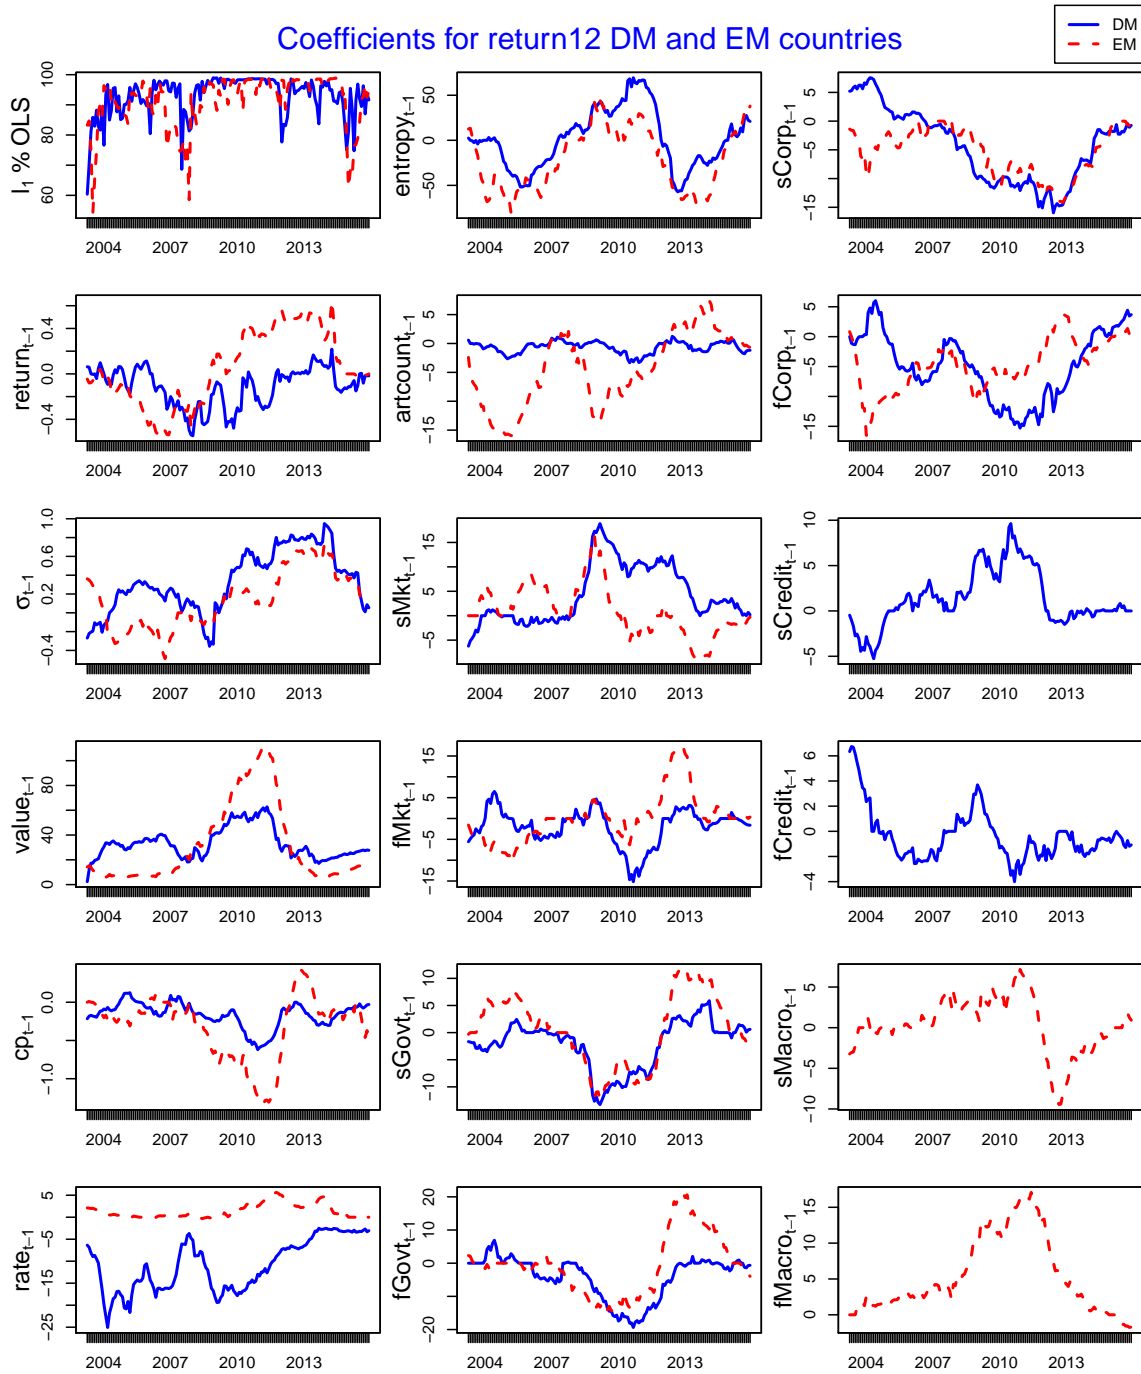 Coefficients for return12 DM and EM countries
DM
EM
l1 % OLS
60 80 100
2004 2007 2010 2013
entropyt−1
−50 0 50
2004 2007 2010 2013
sCorpt−1
−15 −5 0 5
2004 2007 2010 2013
returnt−1
−0.4 0.0 0.4
2004 2007 2010 2013
artcountt−1
−15 −5 0 5
2004 2007 2010 2013
fCorpt−1
−15 −5 0 5
2004 2007 2010 2013
σt−1
−0.4 0.2 0.6 1.0
2004 2007 2010 2013
sMktt−1
−5 5 15
2004 2007 2010 2013
sCreditt−1
−5 0 5 10
2004 2007 2010 2013
valuet−1
0 40 80
2004 2007 2010 2013
fMktt−1
−15 −5 5 15
2004 2007 2010 2013
fCreditt−1
−4 0 2 4 6
2004 2007 2010 2013
cpt−1
−1.0 0.0
2004 2007 2010 2013
sGovtt−1
−10 0 5 10
2004 2007 2010 2013
sMacrot−1
−10 −5 0 5
2004 2007 2010 2013
ratet−1
−25 −15 −5 5
2004 2007 2010 2013
fGovtt−1
−20 0 10 20
2004 2007 2010 2013
fMacrot−1
0 5 10 15
2004 2007 2010 2013